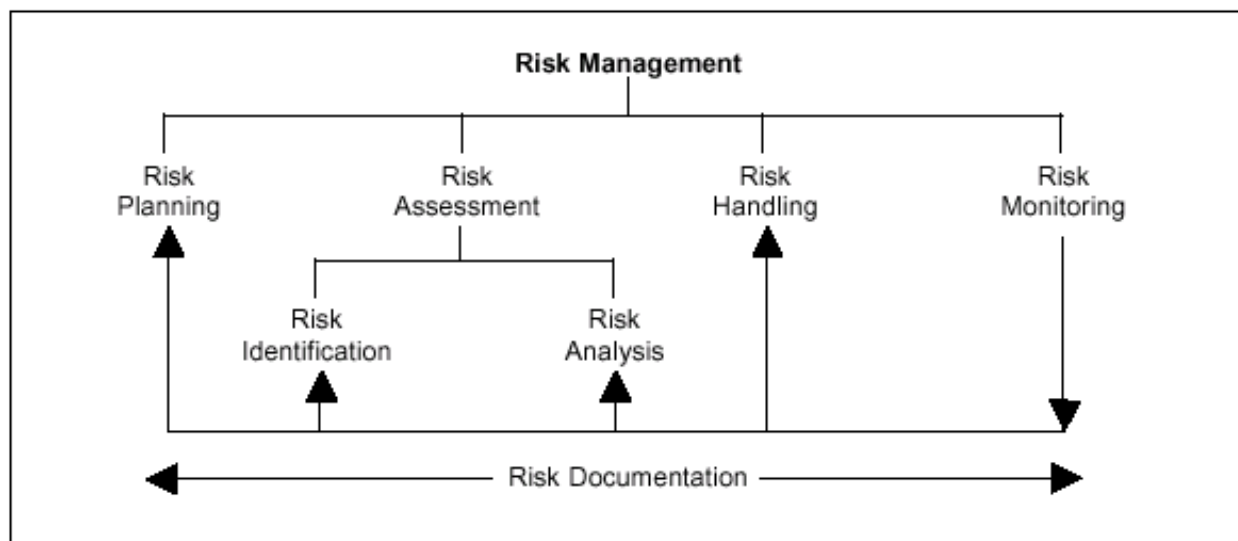 Risk Management
Risk
Planning
Risk
Assessment
Risk
Handling
Risk
Monitoring
Risk
Identification
Risk
Analysis
Risk Documentation